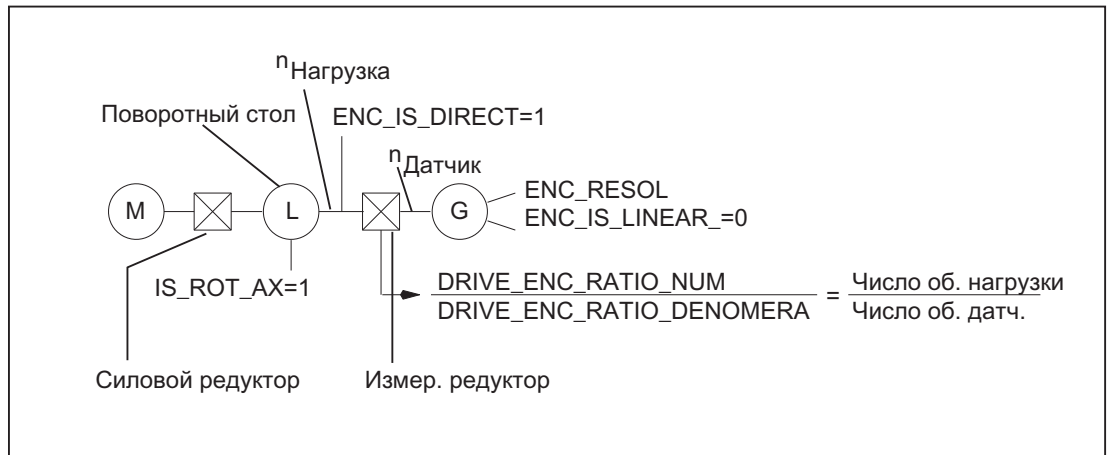 nНагрузка
Поворотный стол
ENC_IS_DIRECT=1
nДатчик
M
L
G
ENC_RESOL
ENC_IS_LINEAR_=0
IS_ROT_AX=1
DRIVE_ENC_RATIO_NUM = Число об. нагрузки
DRIVE_ENC_RATIO_DENOMERA Число об. датч.
Силовой редуктор
Измер. редуктор